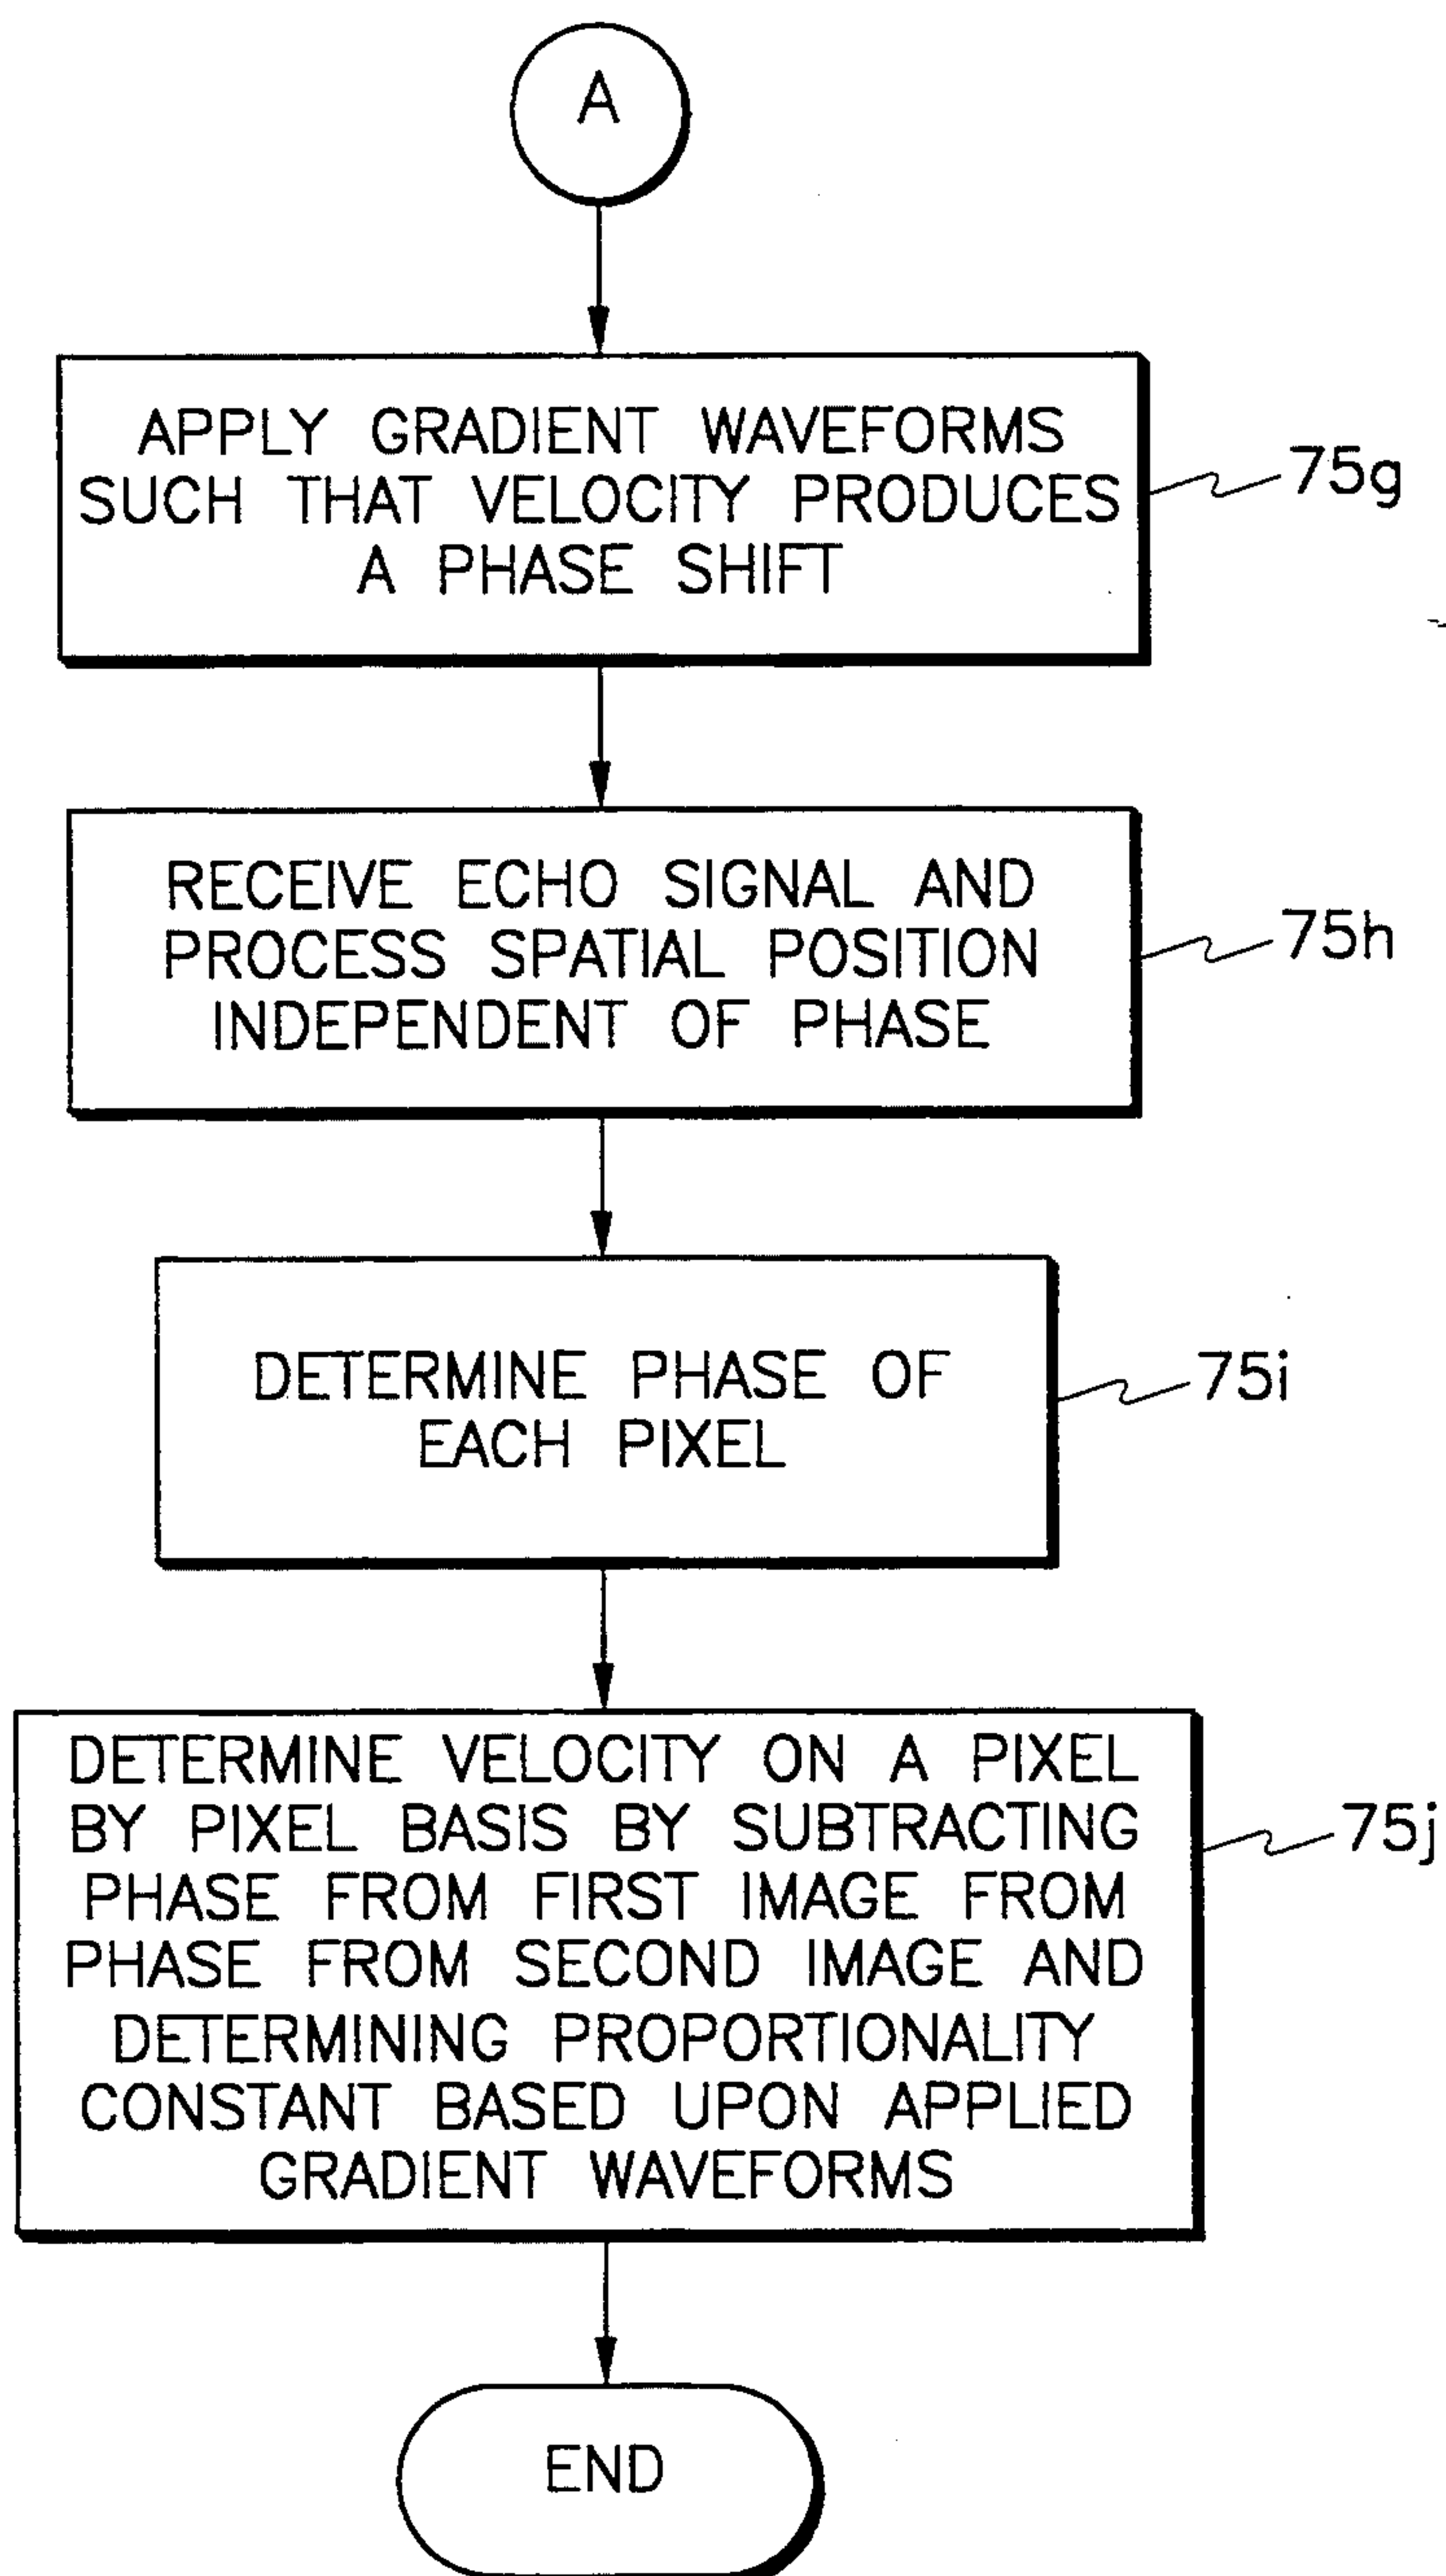 A
APPLY GRADIENT WAVEFORMS
SUCH THAT VELOCITY PRODUCES
A PHASE SHIFT
75g
RECEIVE ECHO SIGNAL AND
PROCESS SPATIAL POSITION
INDEPENDENT OF PHASE
75h
DETERMINE PHASE OF
EACH PIXEL
75i
DETERMINE VELOCITY ON A PIXEL
BY PIXEL BASIS BY SUBTRACTING
PHASE FROM FIRST IMAGE FROM
PHASE FROM SECOND IMAGE AND
DETERMINING PROPORTIONALITY
CONSTANT BASED UPON APPLIED
GRADIENT WAVEFORMS
75j
END